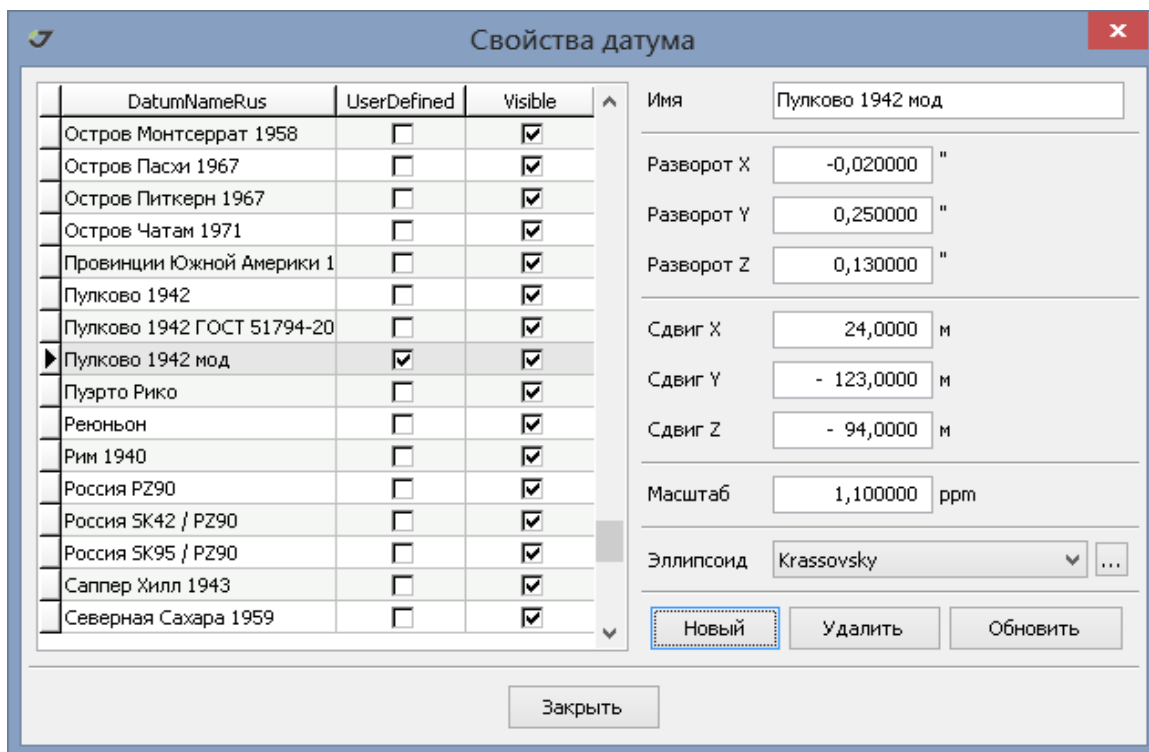 Свойства датума
DatumNameRus UserDefined Visible
Остров Монтсеррат 1958
Остров Пасхи 1967
Остров Питкерн 1967
Остров Чатам 1971
Провинции Южной Америки 1
Пулково 1942
Пулково 1942 ГОСТ 51794-20
Пулково 1942 мод
Пуэрто Рико
Реюньон
Рим 1940
Россия PZ90
Россия SK42 / PZ90
Россия SK95 / PZ90
Саппер Хилл 1943
Северная Сахара 1959
Имя Пулково 1942 мод
Разворот X -0,020000 "
Разворот Y 0,250000 "
Разворот Z 0,130000 "
Сдвиг X 24,0000 м
Сдвиг Y - 123,0000 м
Сдвиг Z - 94,0000 м
Масштаб 1,100000 ppm
Эллипсоид Krassovsky ...
Новый Удалить Обновить
Закрыть